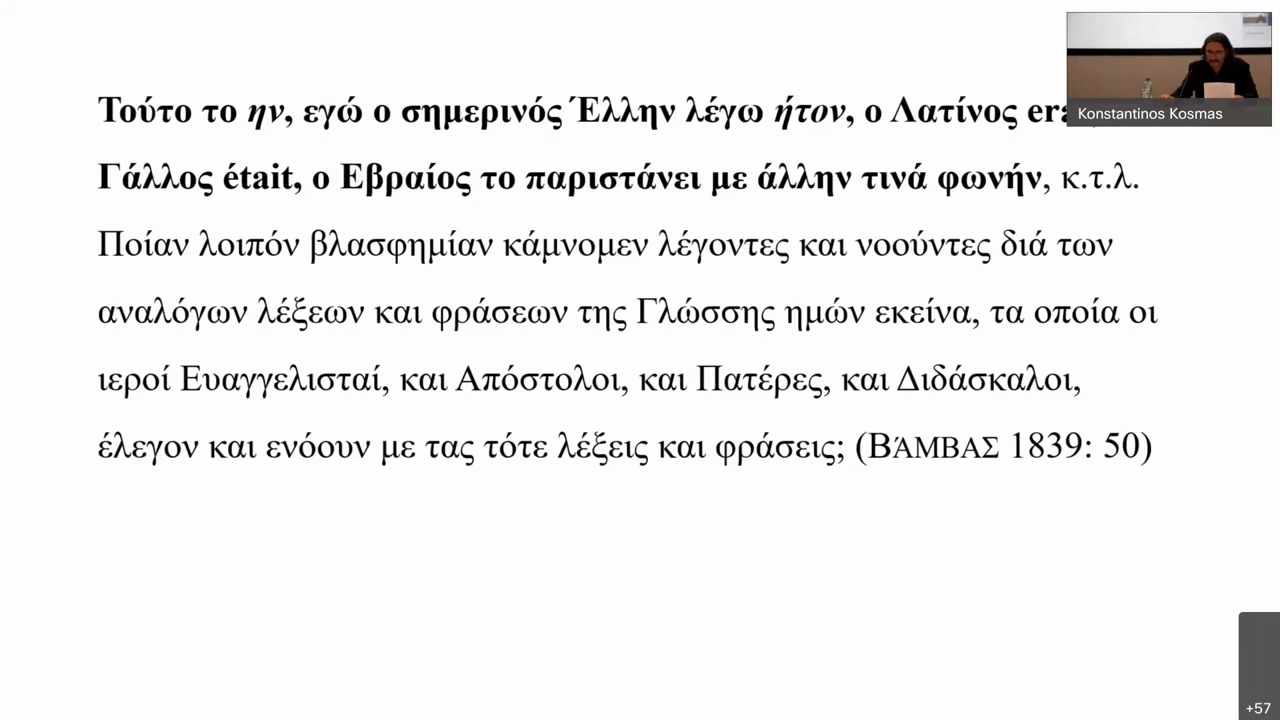 Τούτο το ην, εγώ ο σημερινός Έλλην λέγω ήτον, ο Λατίνος
Γάλλος était, ο Εβραίος το παριστάνει με άλλην τινά φωνήν, κ.τ.λ.
Ποίαν λοιπόν βλασφημίαν κάμνομεν λέγοντες και νοούντες διά των
αναλόγων λέξεων και φράσεων της Γλώσσης ημών εκείνα, τα οποία οι
ιεροί Ευαγγελισταί, και Απόστολοι, και Πατέρες, και Διδάσκαλοι,
έλεγον και ενόουν με τας τότε λέξεις και φράσεις; (ΒΆΜΒΑΣ 1839: 50)
Konstantinos Kosmas
+57